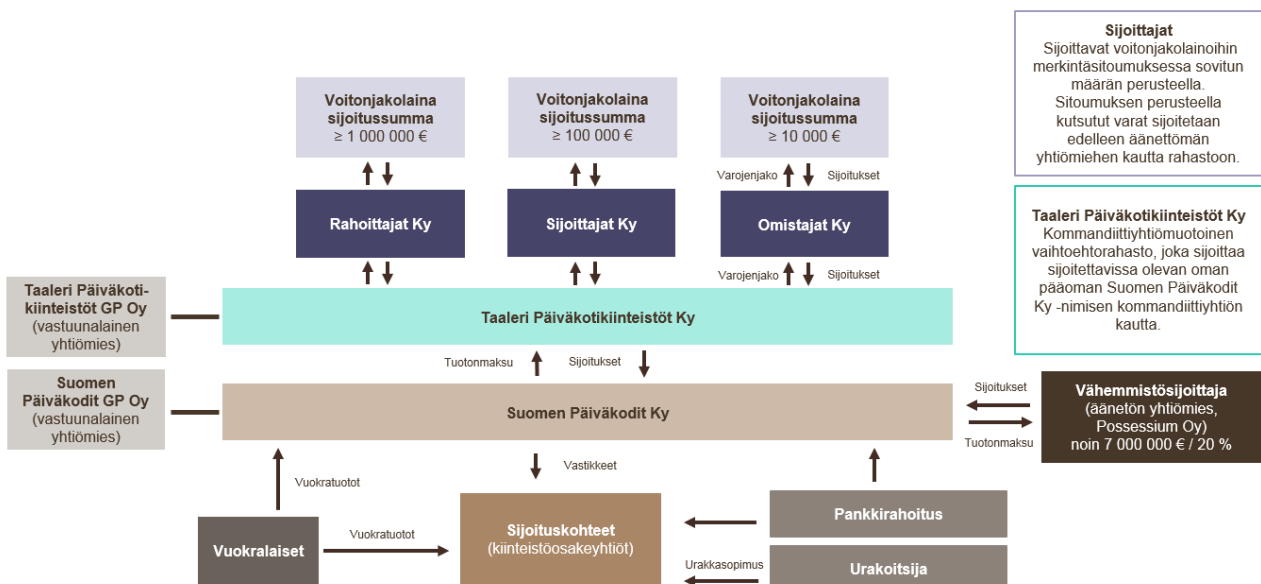 Sijoittajat
Sijoittavat voitonjakolainoihin
merkintäsitoumuksessa sovitun
määrän perusteella.
Sitoumuksen perusteella
kutsutut varat sijoitetaan
edelleen äänettömän
yhtiömiehen kautta rahastoon.
Voitonjakolaina
sijoitussumma
≥ 1 000 000 €
Voitonjakolaina
sijoitussumma
≥ 100 000 €
Voitonjakolaina
sijoitussumma
≥ 10 000 €
Varojenjako
Sijoitukset
Rahoittajat Ky
Sijoittajat Ky
Omistajat Ky
Taaleri Päiväkotikiinteistöt Ky
Kommandiittiyhtiömuotoinen
vaihtoehtorahasto, joka sijoittaa
sijoitettavissa olevan oman
pääoman Suomen Päiväkodit
Ky -nimisen kommandiittiyhtiön
kautta.
Varojenjako
Sijoitukset
Taaleri Päiväkoti-
kiinteistöt GP Oy
(vastuunalainen
yhtiömies)
Taaleri Päiväkotikiinteistöt Ky
Tuotonmaksu
Sijoitukset
Suomen
Päiväkodit GP Oy
(vastuunalainen
yhtiömies)
Suomen Päiväkodit Ky
Sijoitukset
Tuotonmaksu
Vähemmistösijoittaja
(äänetön yhtiömies,
Possessium Oy)
noin 7 000 000 € / 20 %
Vuokratuotot
Vastikkeet
Vuokralaiset
Vuokratuotot
Sijoituskohteet
(kiinteistöosakeyhtiöt)
Pankkirahoitus
Urakkasopimus
Urakoitsija